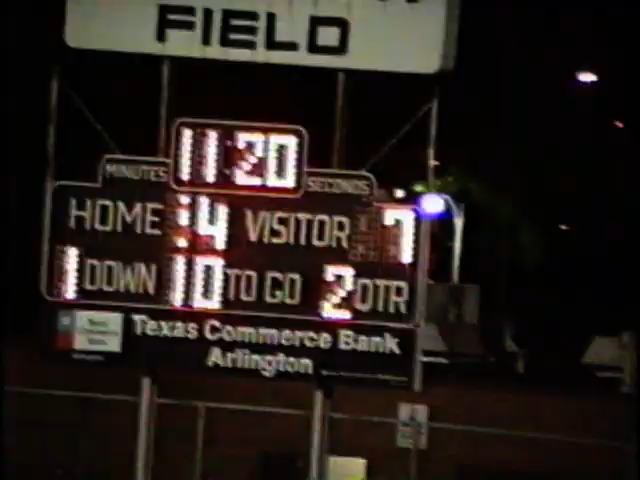 FIELD
11:20
MINUTES SECONDS
HOME 14 VISITOR 7
1 DOWN 10 TO GO 2 QTR
Texas Commerce Bank
Arlington